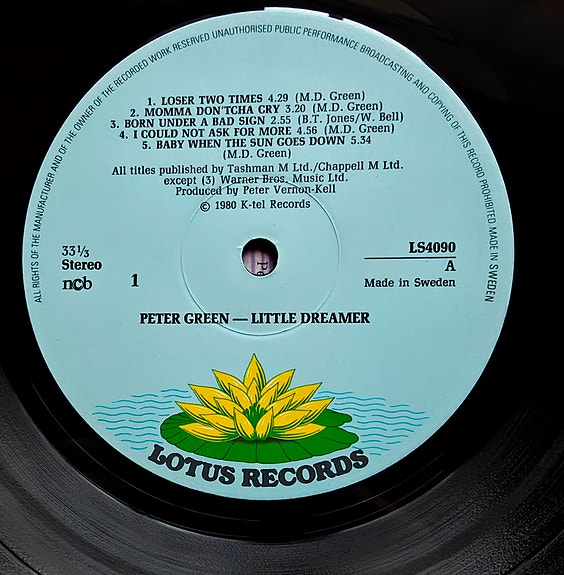 ALL RIGHTS OF THE MANUFACTURER AND OF THE OWNER OF THE RECORDED WORK RESERVED UNAUTHORISED PUBLIC PERFORMANCE BROADCASTING AND COPYING OF THIS RECORD PROHIBITED MADE IN SWEDEN
1. LOSER TWO TIMES 4.29 (M.D. Green)
2. MOMMA DON'TCHA CRY 3.20 (M.D. Green)
3. BORN UNDER A BAD SIGN 2.55 (B.T. Jones/W. Bell)
4. I COULD NOT ASK FOR MORE 4.56 (M.D. Green)
5. BABY WHEN THE SUN GOES DOWN 5.34
(M.D. Green)
All titles published by Tashman M Ltd./Chappell M Ltd.
except (3) Warner Bros. Music Ltd.
Produced by Peter Vernon-Kell
© 1980 K-tel Records
33⅓
Stereo
ncb
1
LS4090
A
Made in Sweden
PETER GREEN — LITTLE DREAMER
LOTUS RECORDS